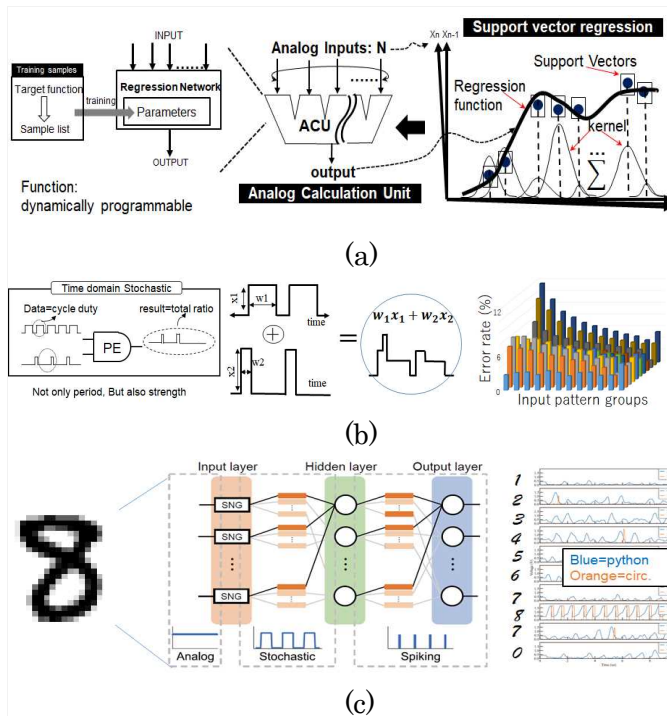 INPUT
Training samples
Target function
Sample list
training
Regression Network
Parameters
OUTPUT
Function:
dynamically programmable
Analog Inputs: N
ACU
output
Analog Calculation Unit
Xn Xn-1
Support vector regression
Support Vectors
Regression
function
kernel
...
∑
(a)
Time domain Stochastic
Data=cycle duty
result=total ratio
PE
Not only period, But also strength
x1
w1
time
+
x2
w2
time
=
w₁x₁ + w₂x₂
Error rate (%)
12
6
0
Input pattern groups
(b)
8
Input layer
Hidden layer
Output layer
SNG
SNG
SNG
Analog
Stochastic
Spiking
1
2
3
4
5
6
7
8
7
0
Blue=python
Orange=circ.
(c)